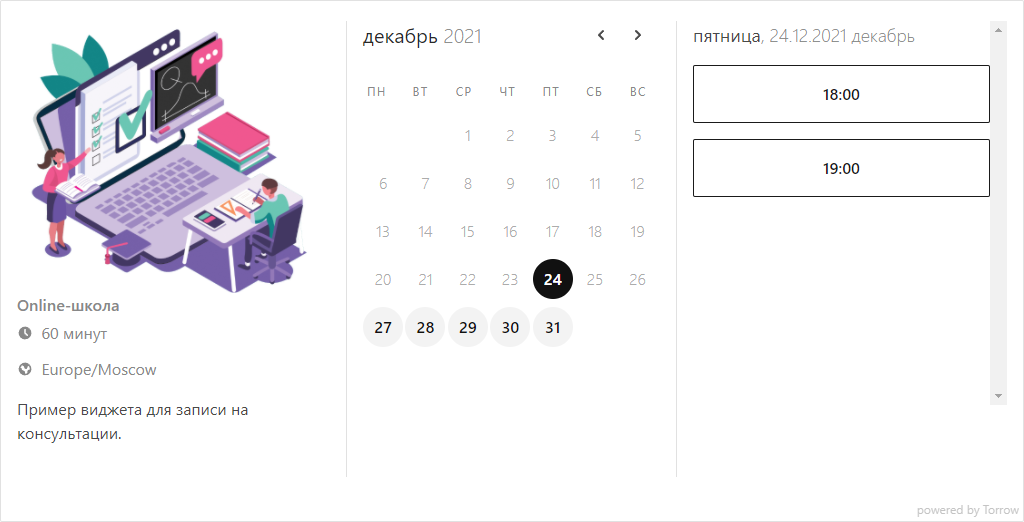 Online-школа
60 минут
Europe/Moscow
Пример виджета для записи на
консультации.
декабрь 2021
ПН ВТ СР ЧТ ПТ СБ ВС
1 2 3 4 5
6 7 8 9 10 11 12
13 14 15 16 17 18 19
20 21 22 23 24 25 26
27 28 29 30 31
пятница, 24.12.2021 декабрь
18:00
19:00
powered by Torrow